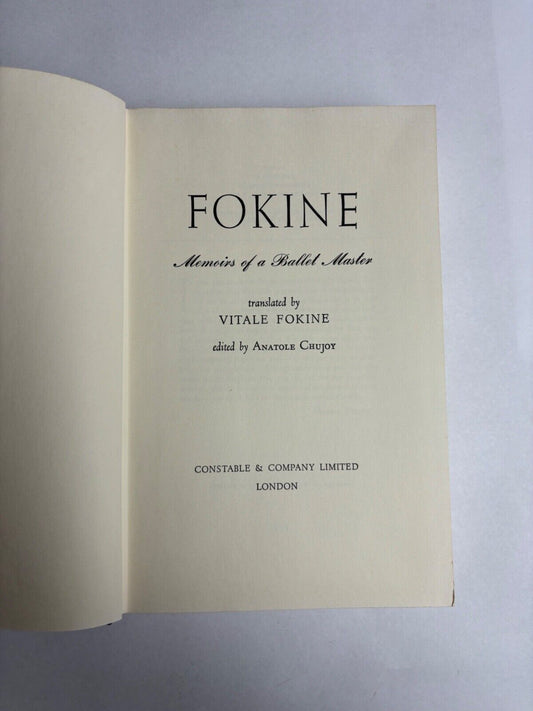 FOKINE
Memoirs of a Ballet Master
translated by
VITALE FOKINE
edited by ANATOLE CHUJOY
CONSTABLE & COMPANY LIMITED
LONDON